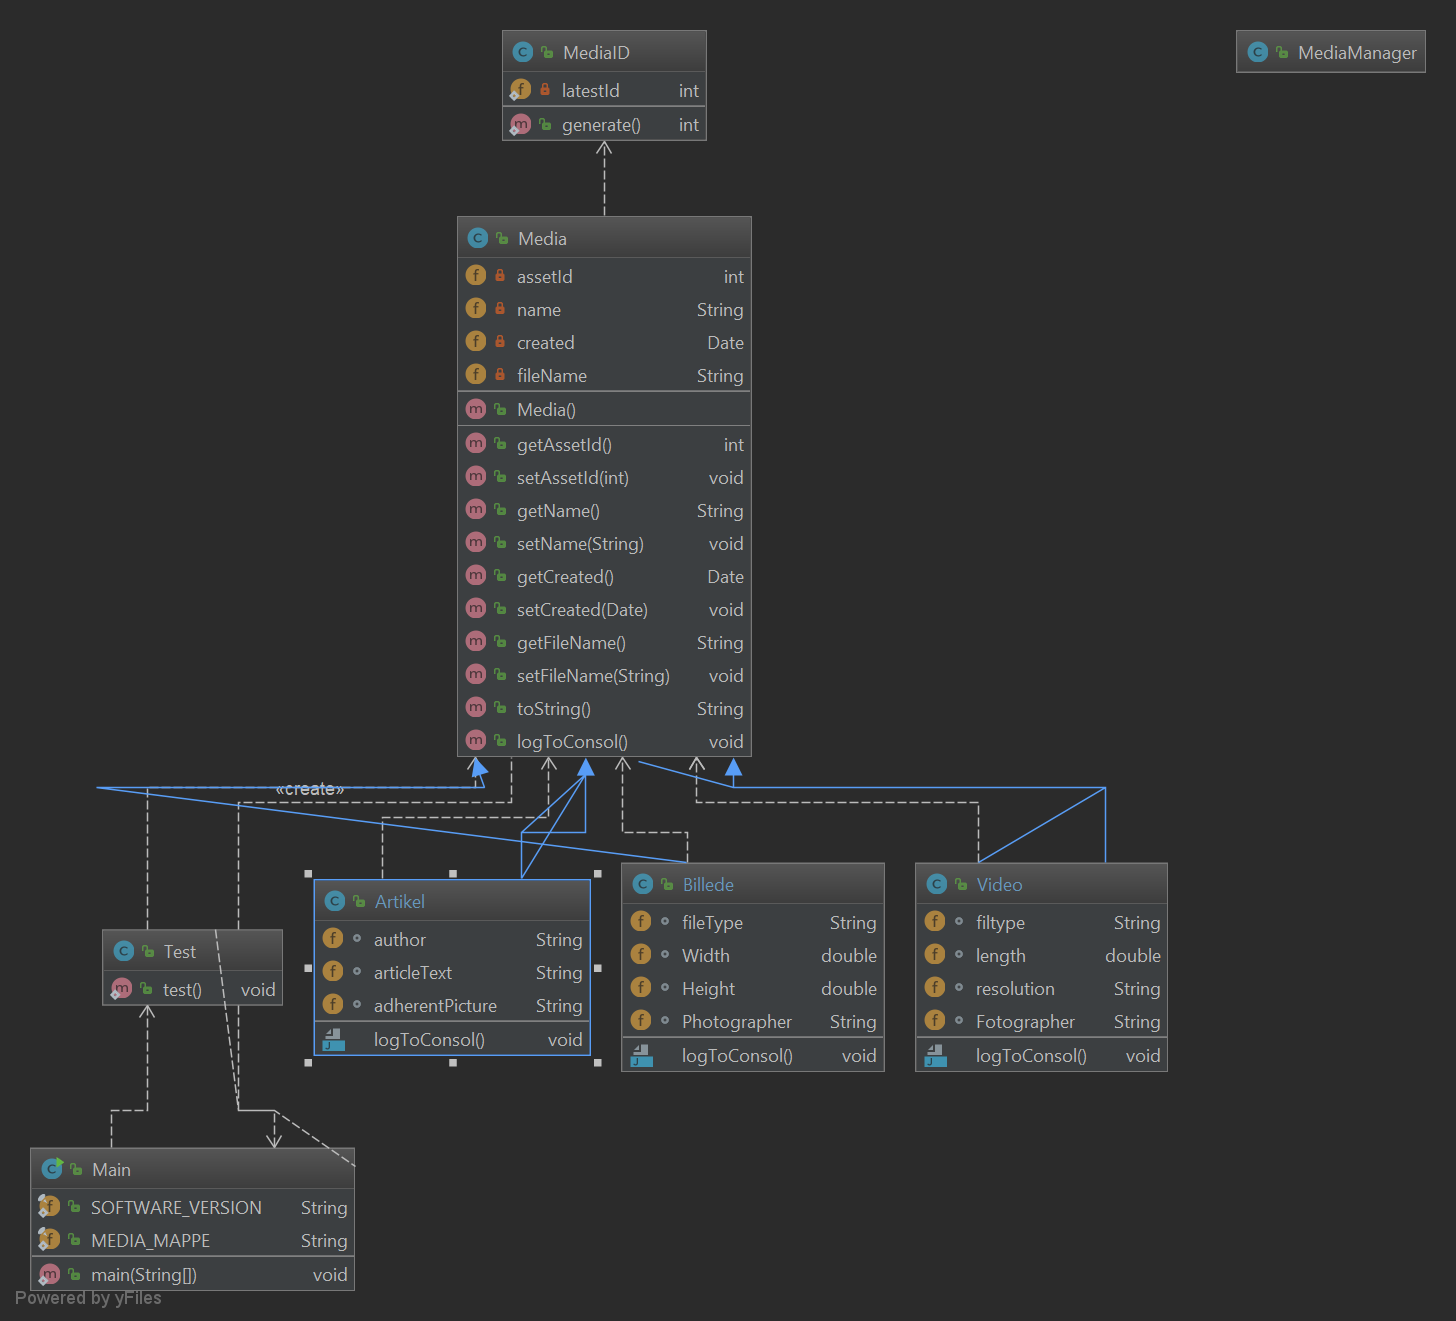 MediaID
latestId int
generate() int
MediaManager
Media
assetId int
name String
created Date
fileName String
Media()
getAssetId() int
setAssetId(int) void
getName() String
setName(String) void
getCreated() Date
setCreated(Date) void
getFileName() String
setFileName(String) void
toString() String
logToConsol() void
«create»
Test
test() void
Artikel
author String
articleText String
adherentPicture String
logToConsol() void
Billede
fileType String
Width double
Height double
Photographer String
logToConsol() void
Video
filtype String
length double
resolution String
Fotographer String
logToConsol() void
Main
SOFTWARE_VERSION String
MEDIA_MAPPE String
main(String[]) void
Powered by yFiles